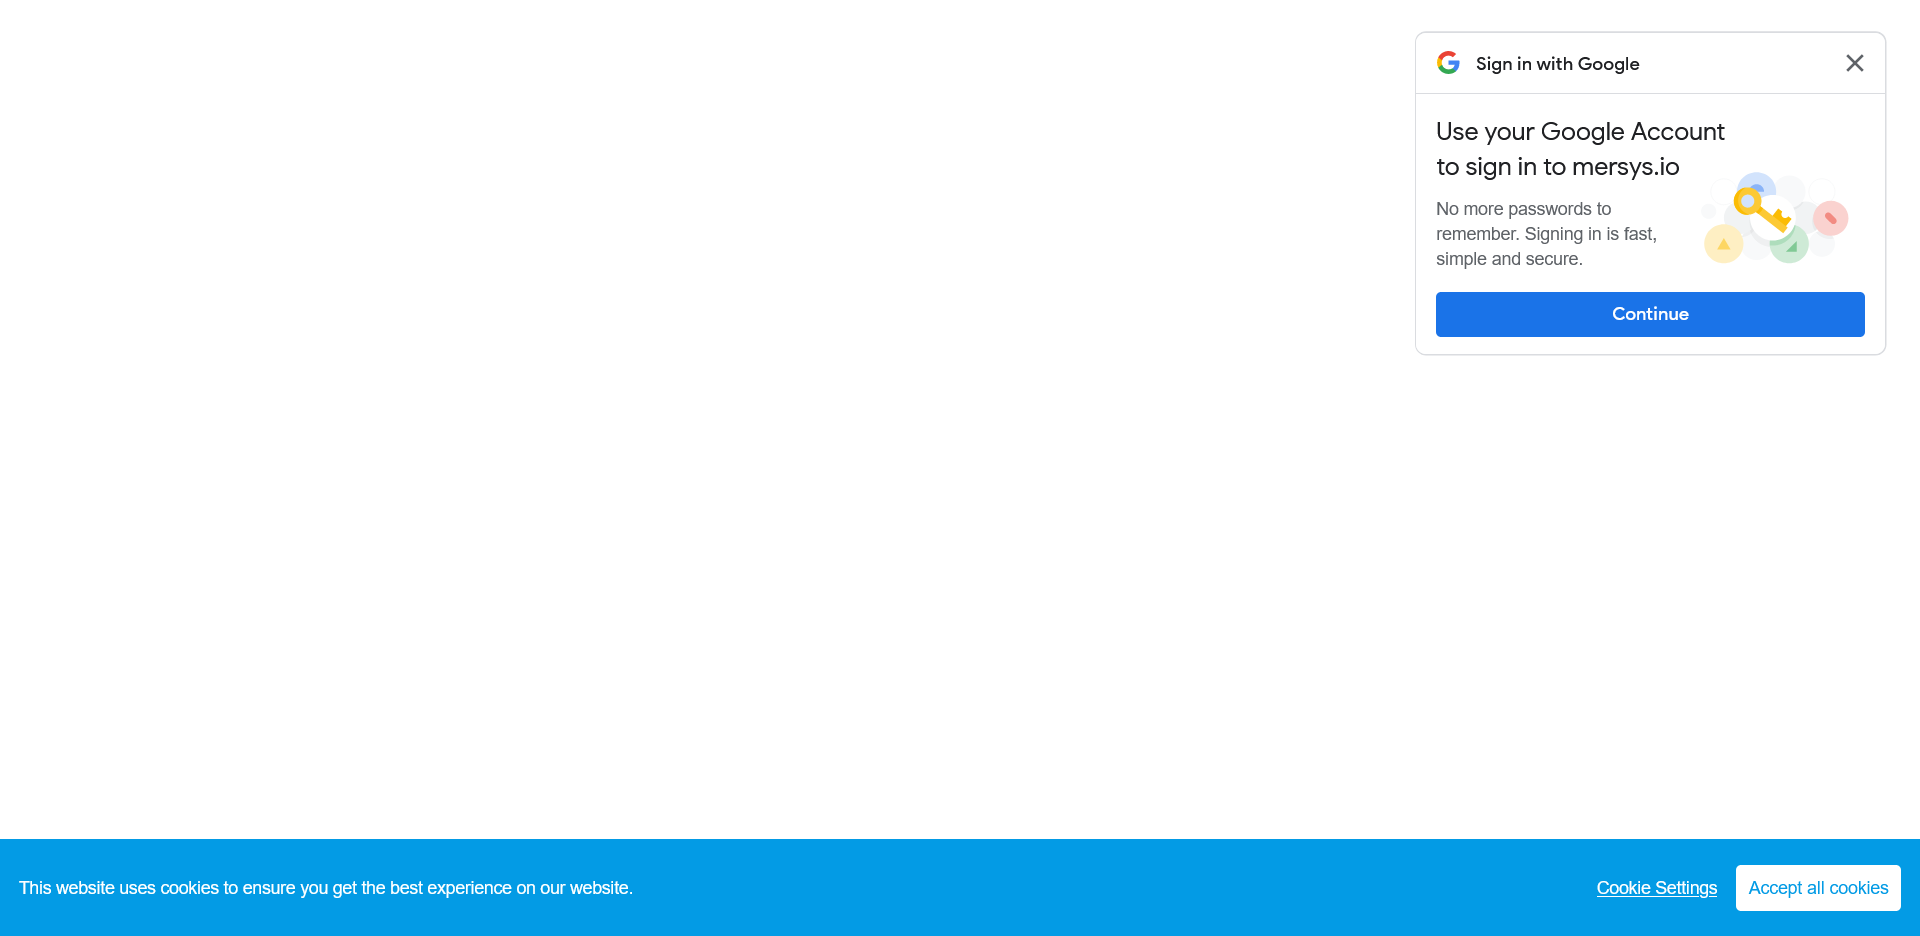 Sign in with Google
Use your Google Account
to sign in to mersys.io
No more passwords to
remember. Signing in is fast,
simple and secure.
Continue
This website uses cookies to ensure you get the best experience on our website.
Cookie Settings
Accept all cookies